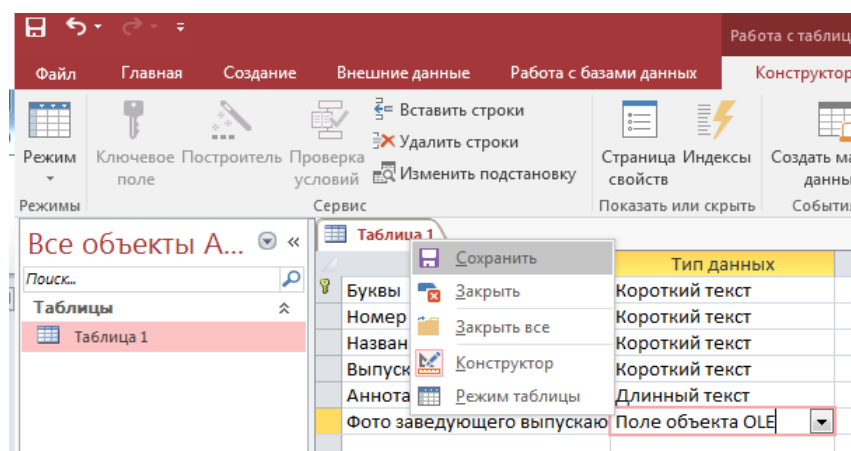 Работа с таблиц
Файл Главная Создание Внешние данные Работа с базами данных Конструктор
Режим
Ключевое поле
Построитель
Проверка условий
Вставить строки
Удалить строки
Изменить подстановку
Страница свойств
Индексы
Создать ма
данны
Режимы Сервис Показать или скрыть Событи
Все объекты A...
Поиск...
Таблицы
Таблица 1
Таблица 1
Тип данных
Сохранить
Закрыть
Закрыть все
Конструктор
Режим таблицы
Буквы Короткий текст
Номер Короткий текст
Назван Короткий текст
Выпуск Короткий текст
Аннота Длинный текст
Фото заведующего выпускаю Поле объекта OLE